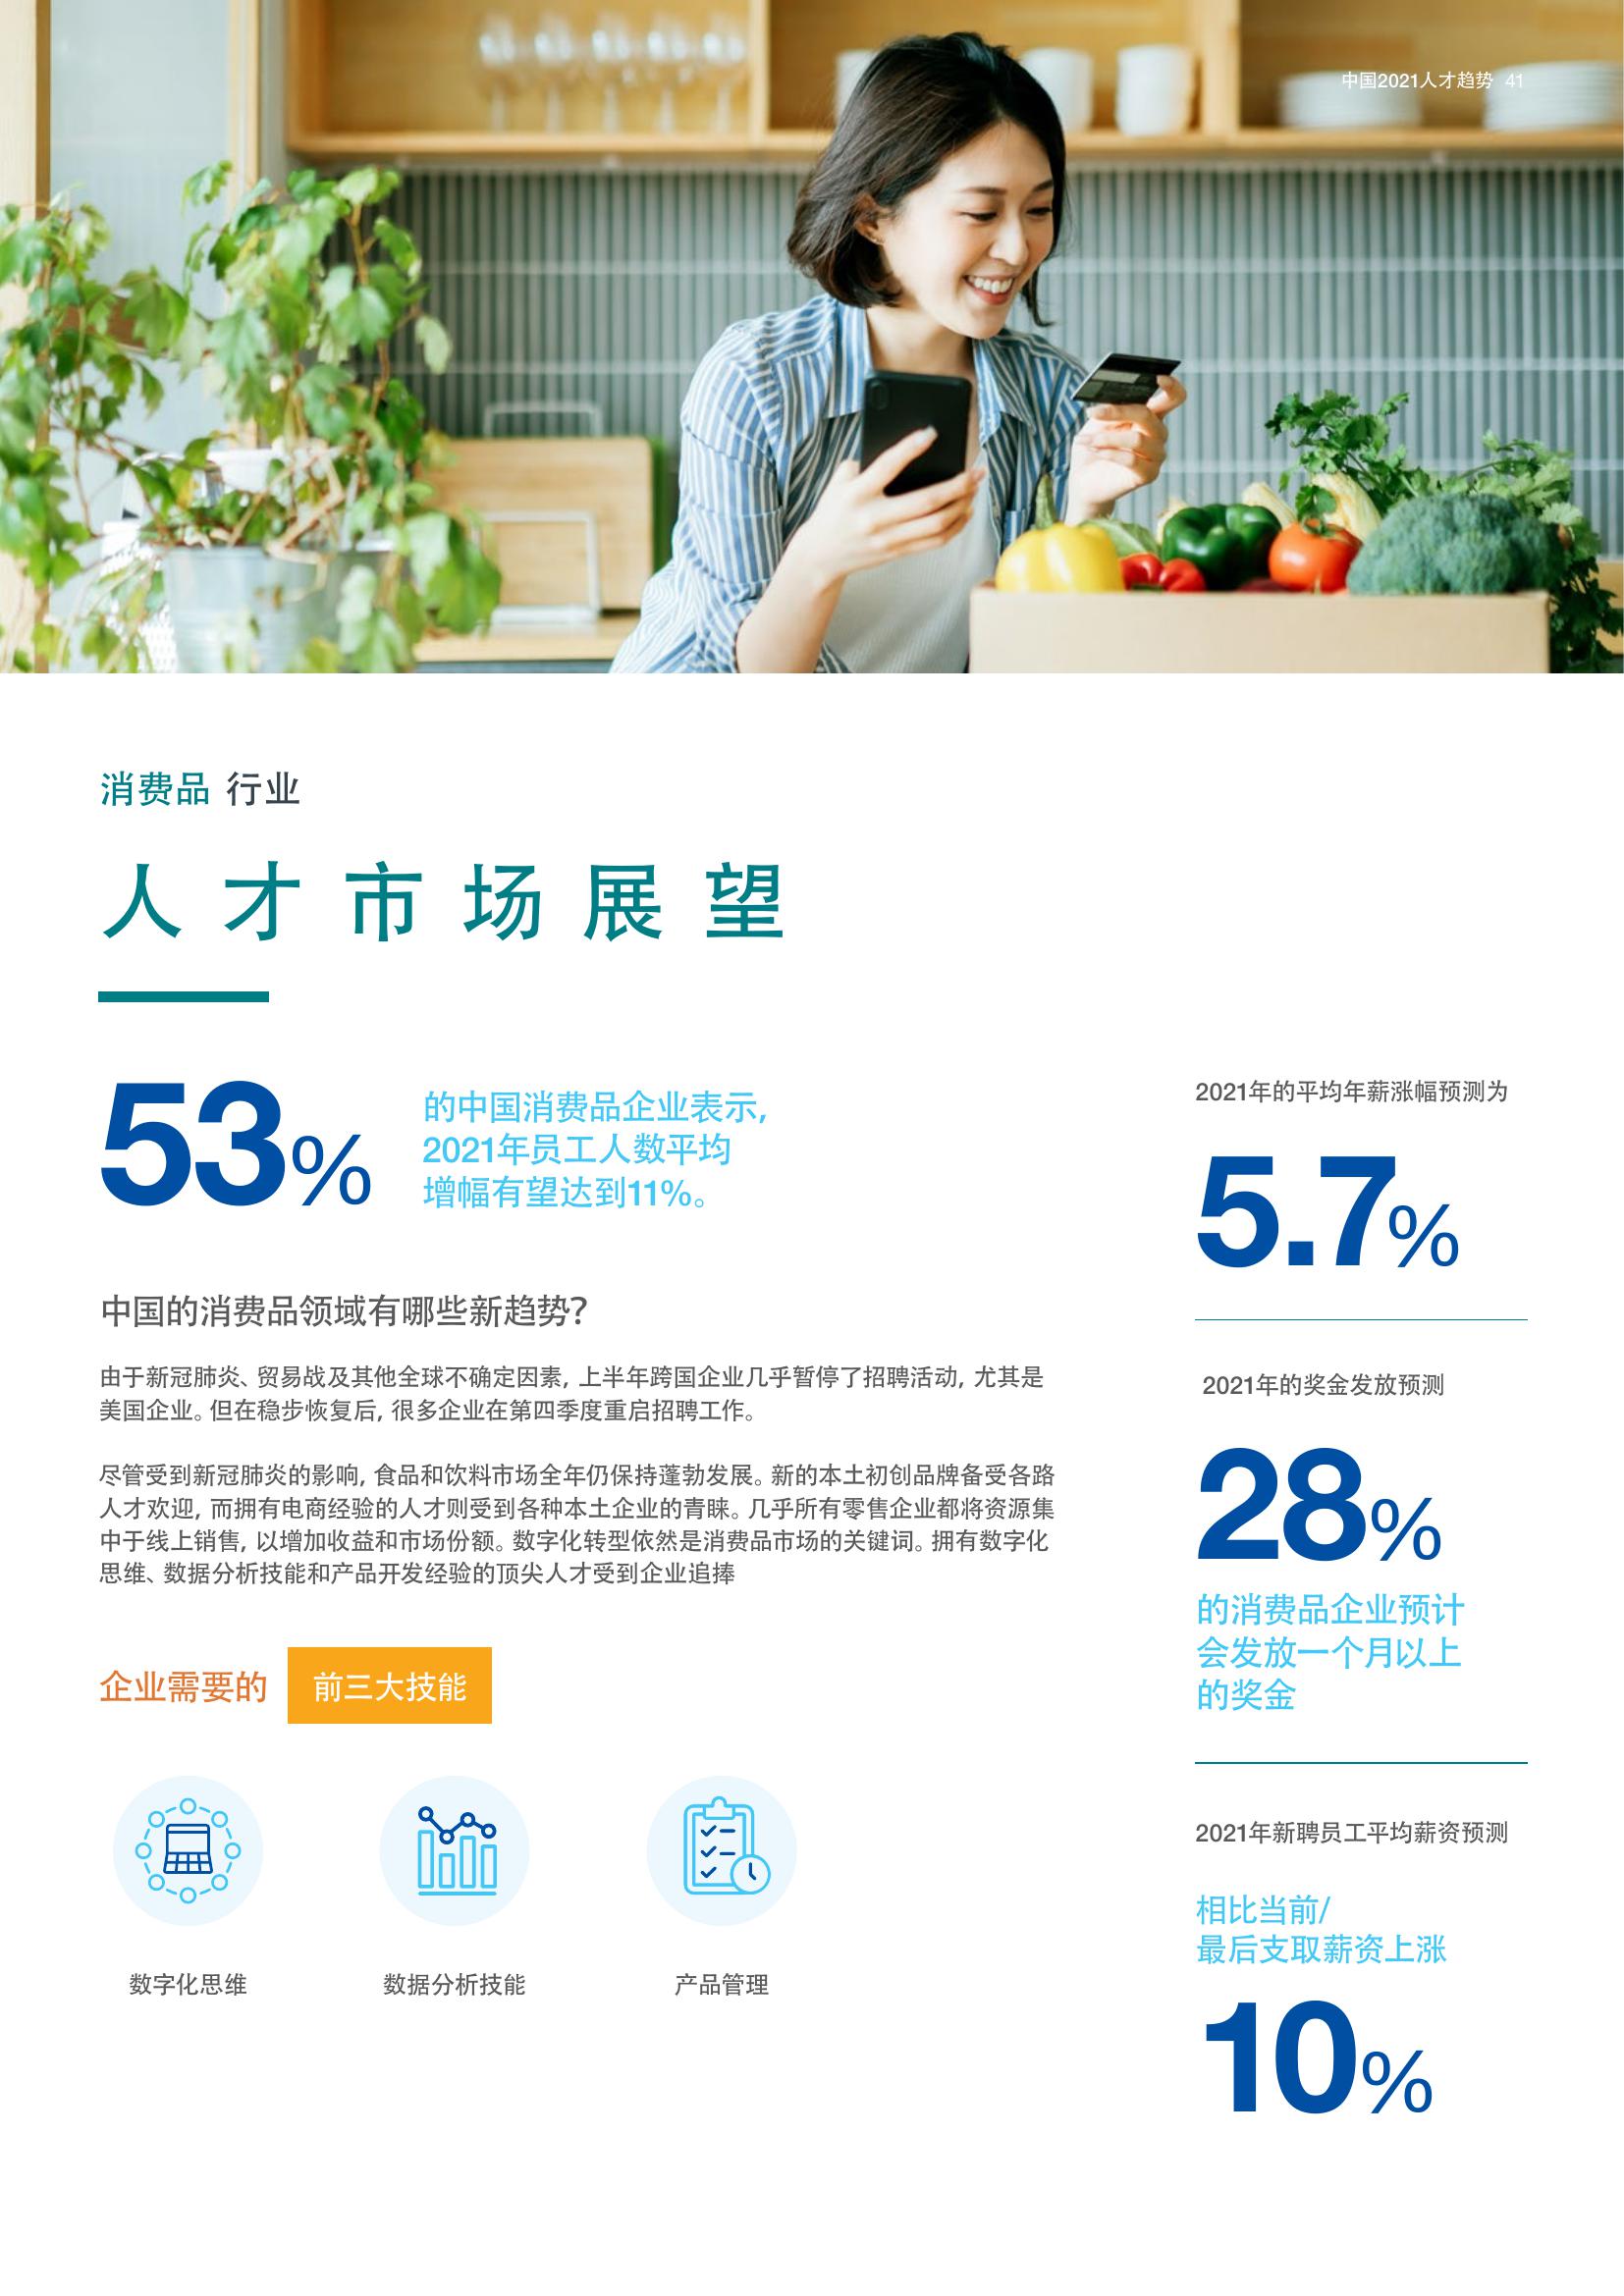 中国2021人才趋势 41
消费品 行业
人才市场展望
53%
的中国消费品企业表示,
2021年员工人数平均
增幅有望达到11%。
中国的消费品领域有哪些新趋势?
由于新冠肺炎、贸易战及其他全球不确定因素, 上半年跨国企业几乎暂停了招聘活动, 尤其是
美国企业。但在稳步恢复后, 很多企业在第四季度重启招聘工作。
尽管受到新冠肺炎的影响, 食品和饮料市场全年仍保持蓬勃发展。新的本土初创品牌备受各路
人才欢迎, 而拥有电商经验的人才则受到各种本土企业的青睐。几乎所有零售企业都将资源集
中于线上销售, 以增加收益和市场份额。数字化转型依然是消费品市场的关键词。拥有数字化
思维、数据分析技能和产品开发经验的顶尖人才受到企业追捧
企业需要的 前三大技能
数字化思维
数据分析技能
产品管理
2021年的平均年薪涨幅预测为
5.7%
2021年的奖金发放预测
28%
的消费品企业预计
会发放一个月以上
的奖金
2021年新聘员工平均薪资预测
相比当前/
最后支取薪资上涨
10%